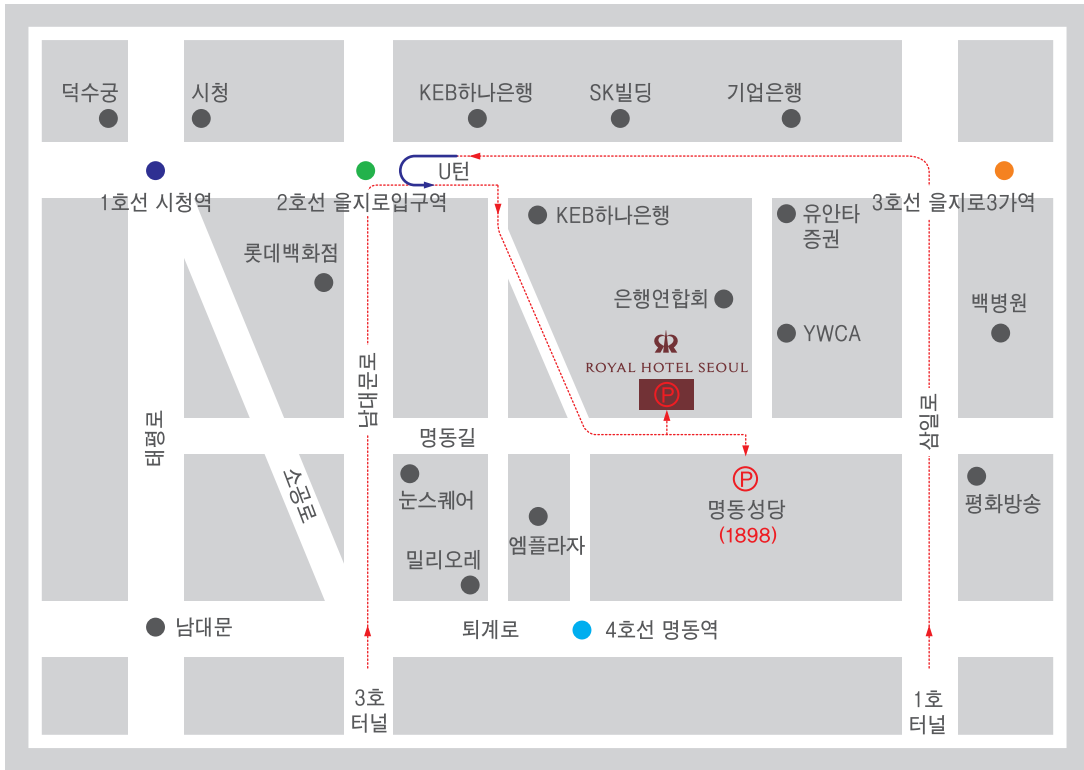 덕수궁
시청
KEB하나은행
SK빌딩
기업은행
U턴
1호선 시청역
2호선 을지로입구역
3호선 을지로3가역
KEB하나은행
유안타
증권
롯데백화점
은행연합회
백병원
YWCA
ROYAL HOTEL SEOUL
P
남대문로
삼일로
태평로
명동길
소공로
눈스퀘어
P
명동성당
(1898)
평화방송
엠플라자
밀리오레
남대문
퇴계로
4호선 명동역
3호
터널
1호
터널